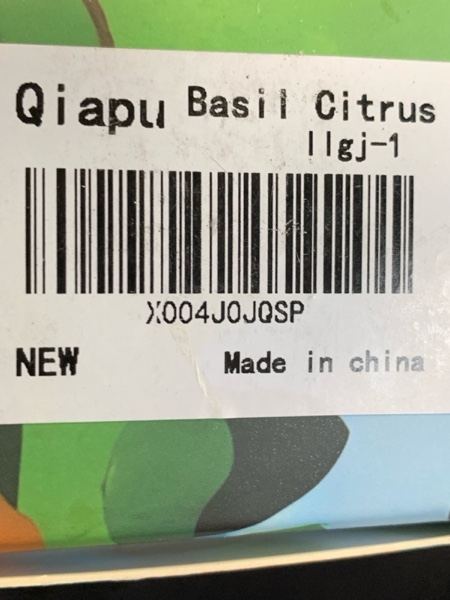 Qiapu Basil Citrus
llgj-1
X004J0JQSP
NEW Made in china